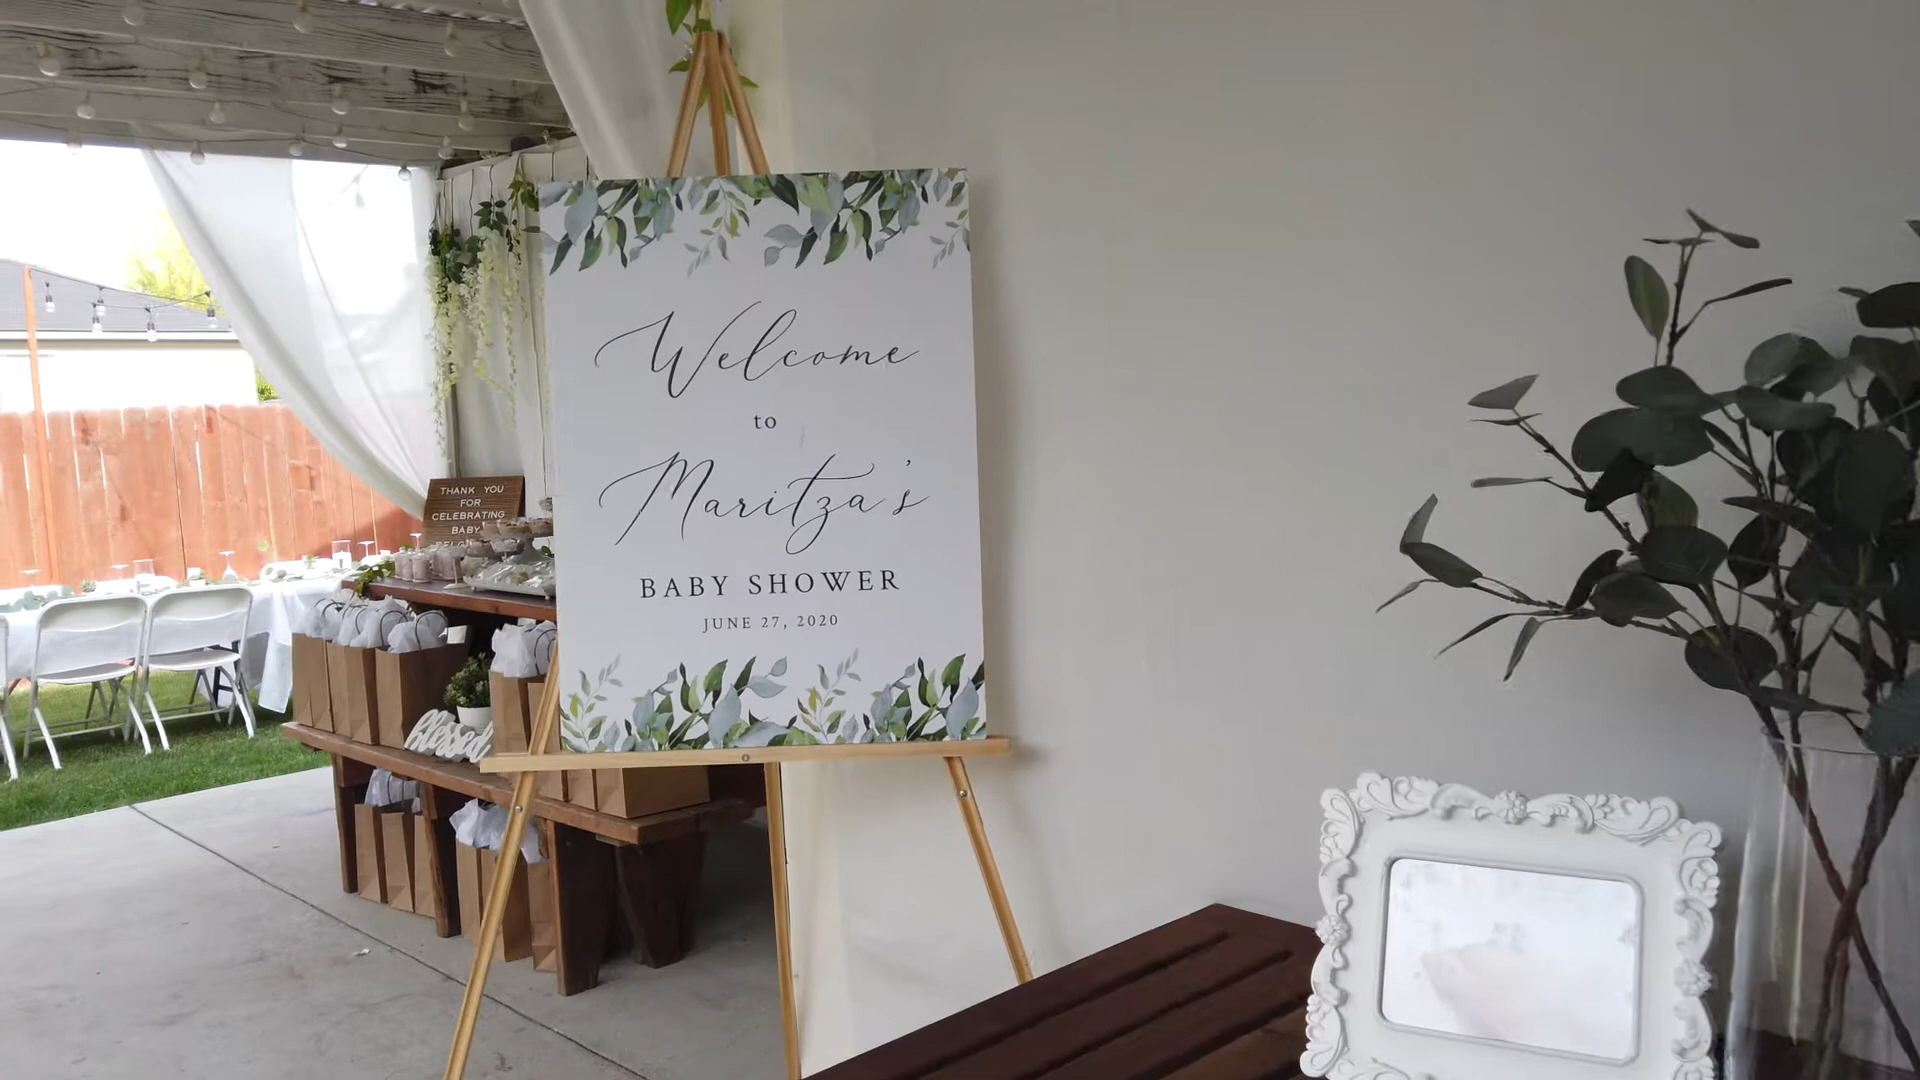 Welcome
to
Maritza's
BABY SHOWER
JUNE 27, 2020
THANK YOU
FOR
CELEBRATING
BABY
blessed